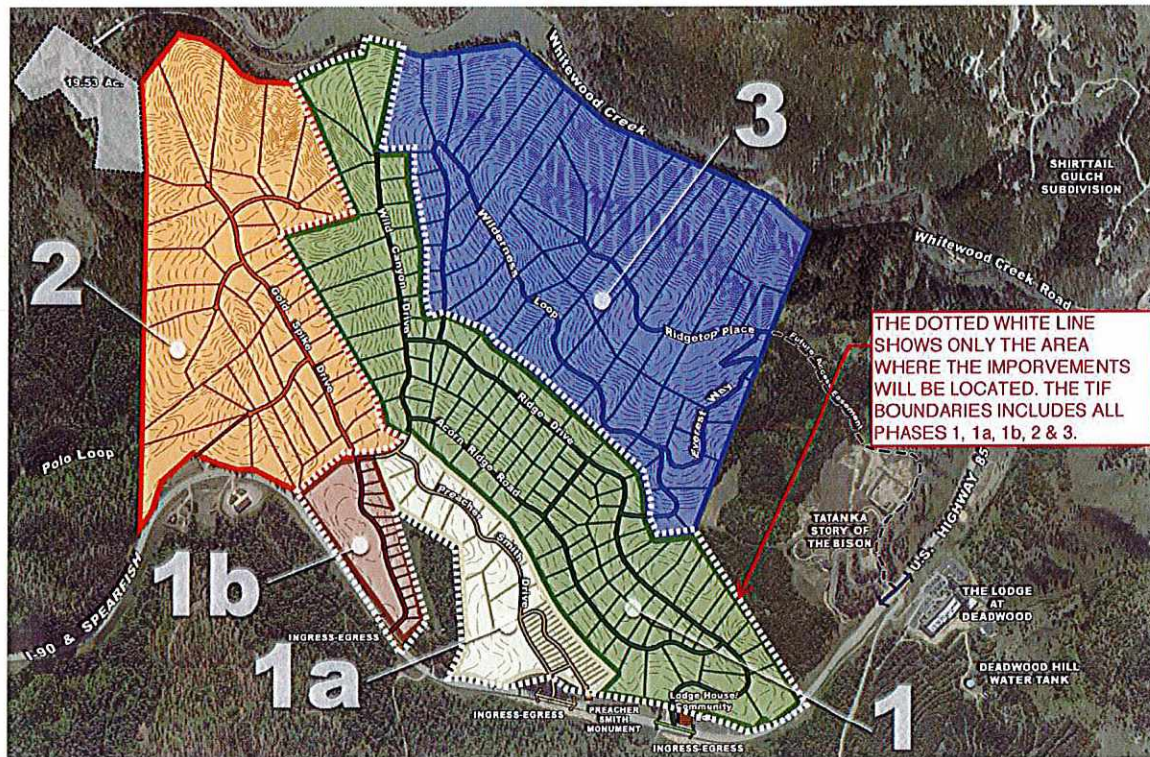 13.53 Ac.
Whitewood Creek
3
SHIRTTAIL
GULCH
SUBDIVISION
Whitewood Creek Road
2
Wild Canyon Drive
Wilderness Loop
Gold Spike Drive
Ridgetop Place
Future Access Easement
Everest Way
THE DOTTED WHITE LINE
SHOWS ONLY THE AREA
WHERE THE IMPORVEMENTS
WILL BE LOCATED. THE TIF
BOUNDARIES INCLUDES ALL
PHASES 1, 1a, 1b, 2 & 3.
Polo Loop
Ridge Drive
Acorn Ridge Road
Preacher Smith Drive
TATANKA
STORY OF
THE BISON
U.S. HIGHWAY 85
1b
I-90 & SPEARFISH
THE LODGE
AT
DEADWOOD
INGRESS-EGRESS
1a
DEADWOOD HILL
WATER TANK
Lodge House/
Community
INGRESS-EGRESS
PREACHER
SMITH
MONUMENT
1
INGRESS-EGRESS